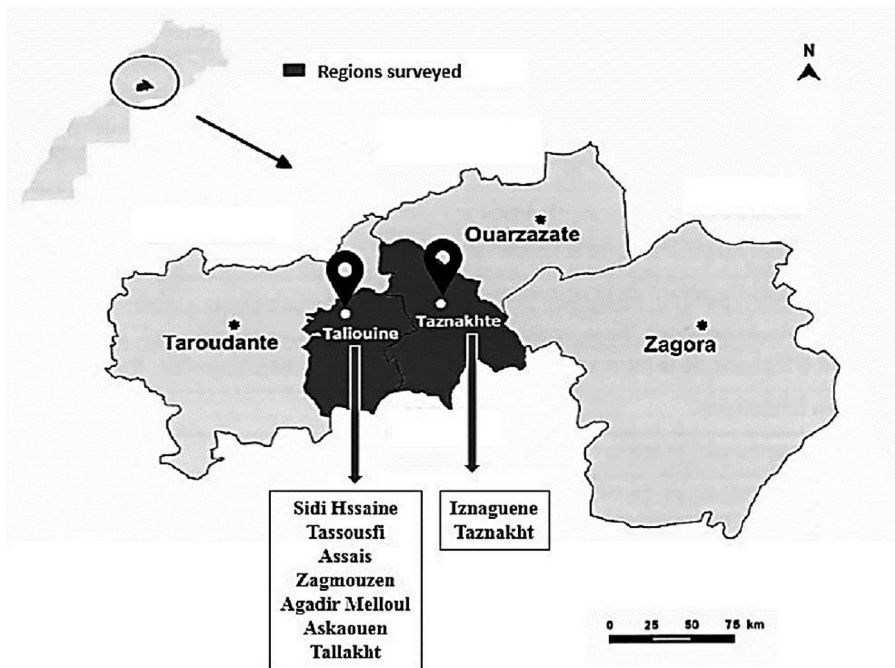 Regions surveyed
N
Ouarzazate
Taliouine
Taznakhte
Taroudante
Zagora
Sidi Hssaine
Tassousfi
Assais
Zagmouzen
Agadir Melloul
Askaouen
Tallakht
Iznaguene
Taznakht
0 25 50 75 km